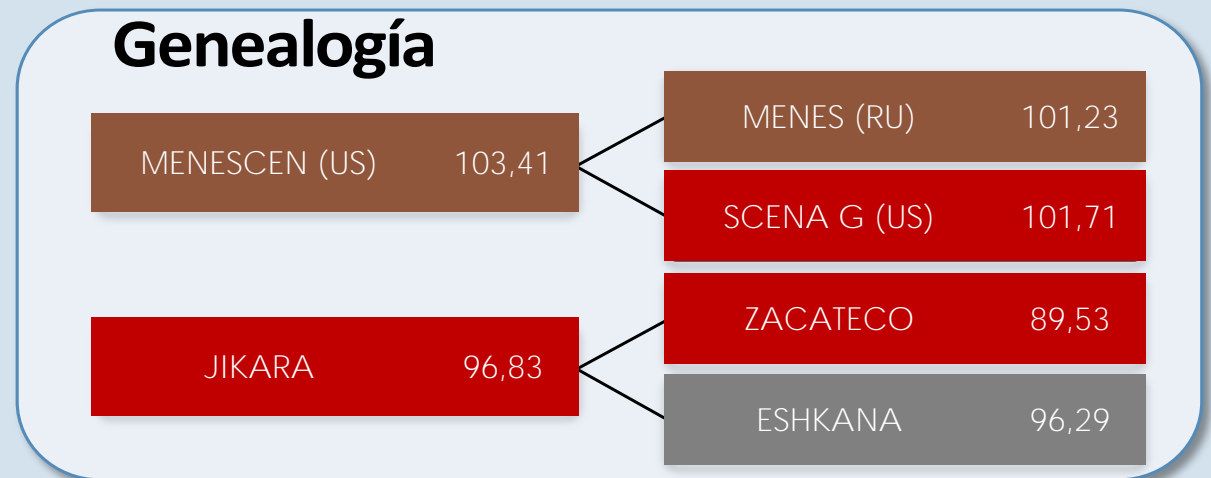 Genealogía
MENESCEN (US) 103,41
MENES (RU) 101,23
SCENA G (US) 101,71
JIKARA 96,83
ZACATECO 89,53
ESHKANA 96,29